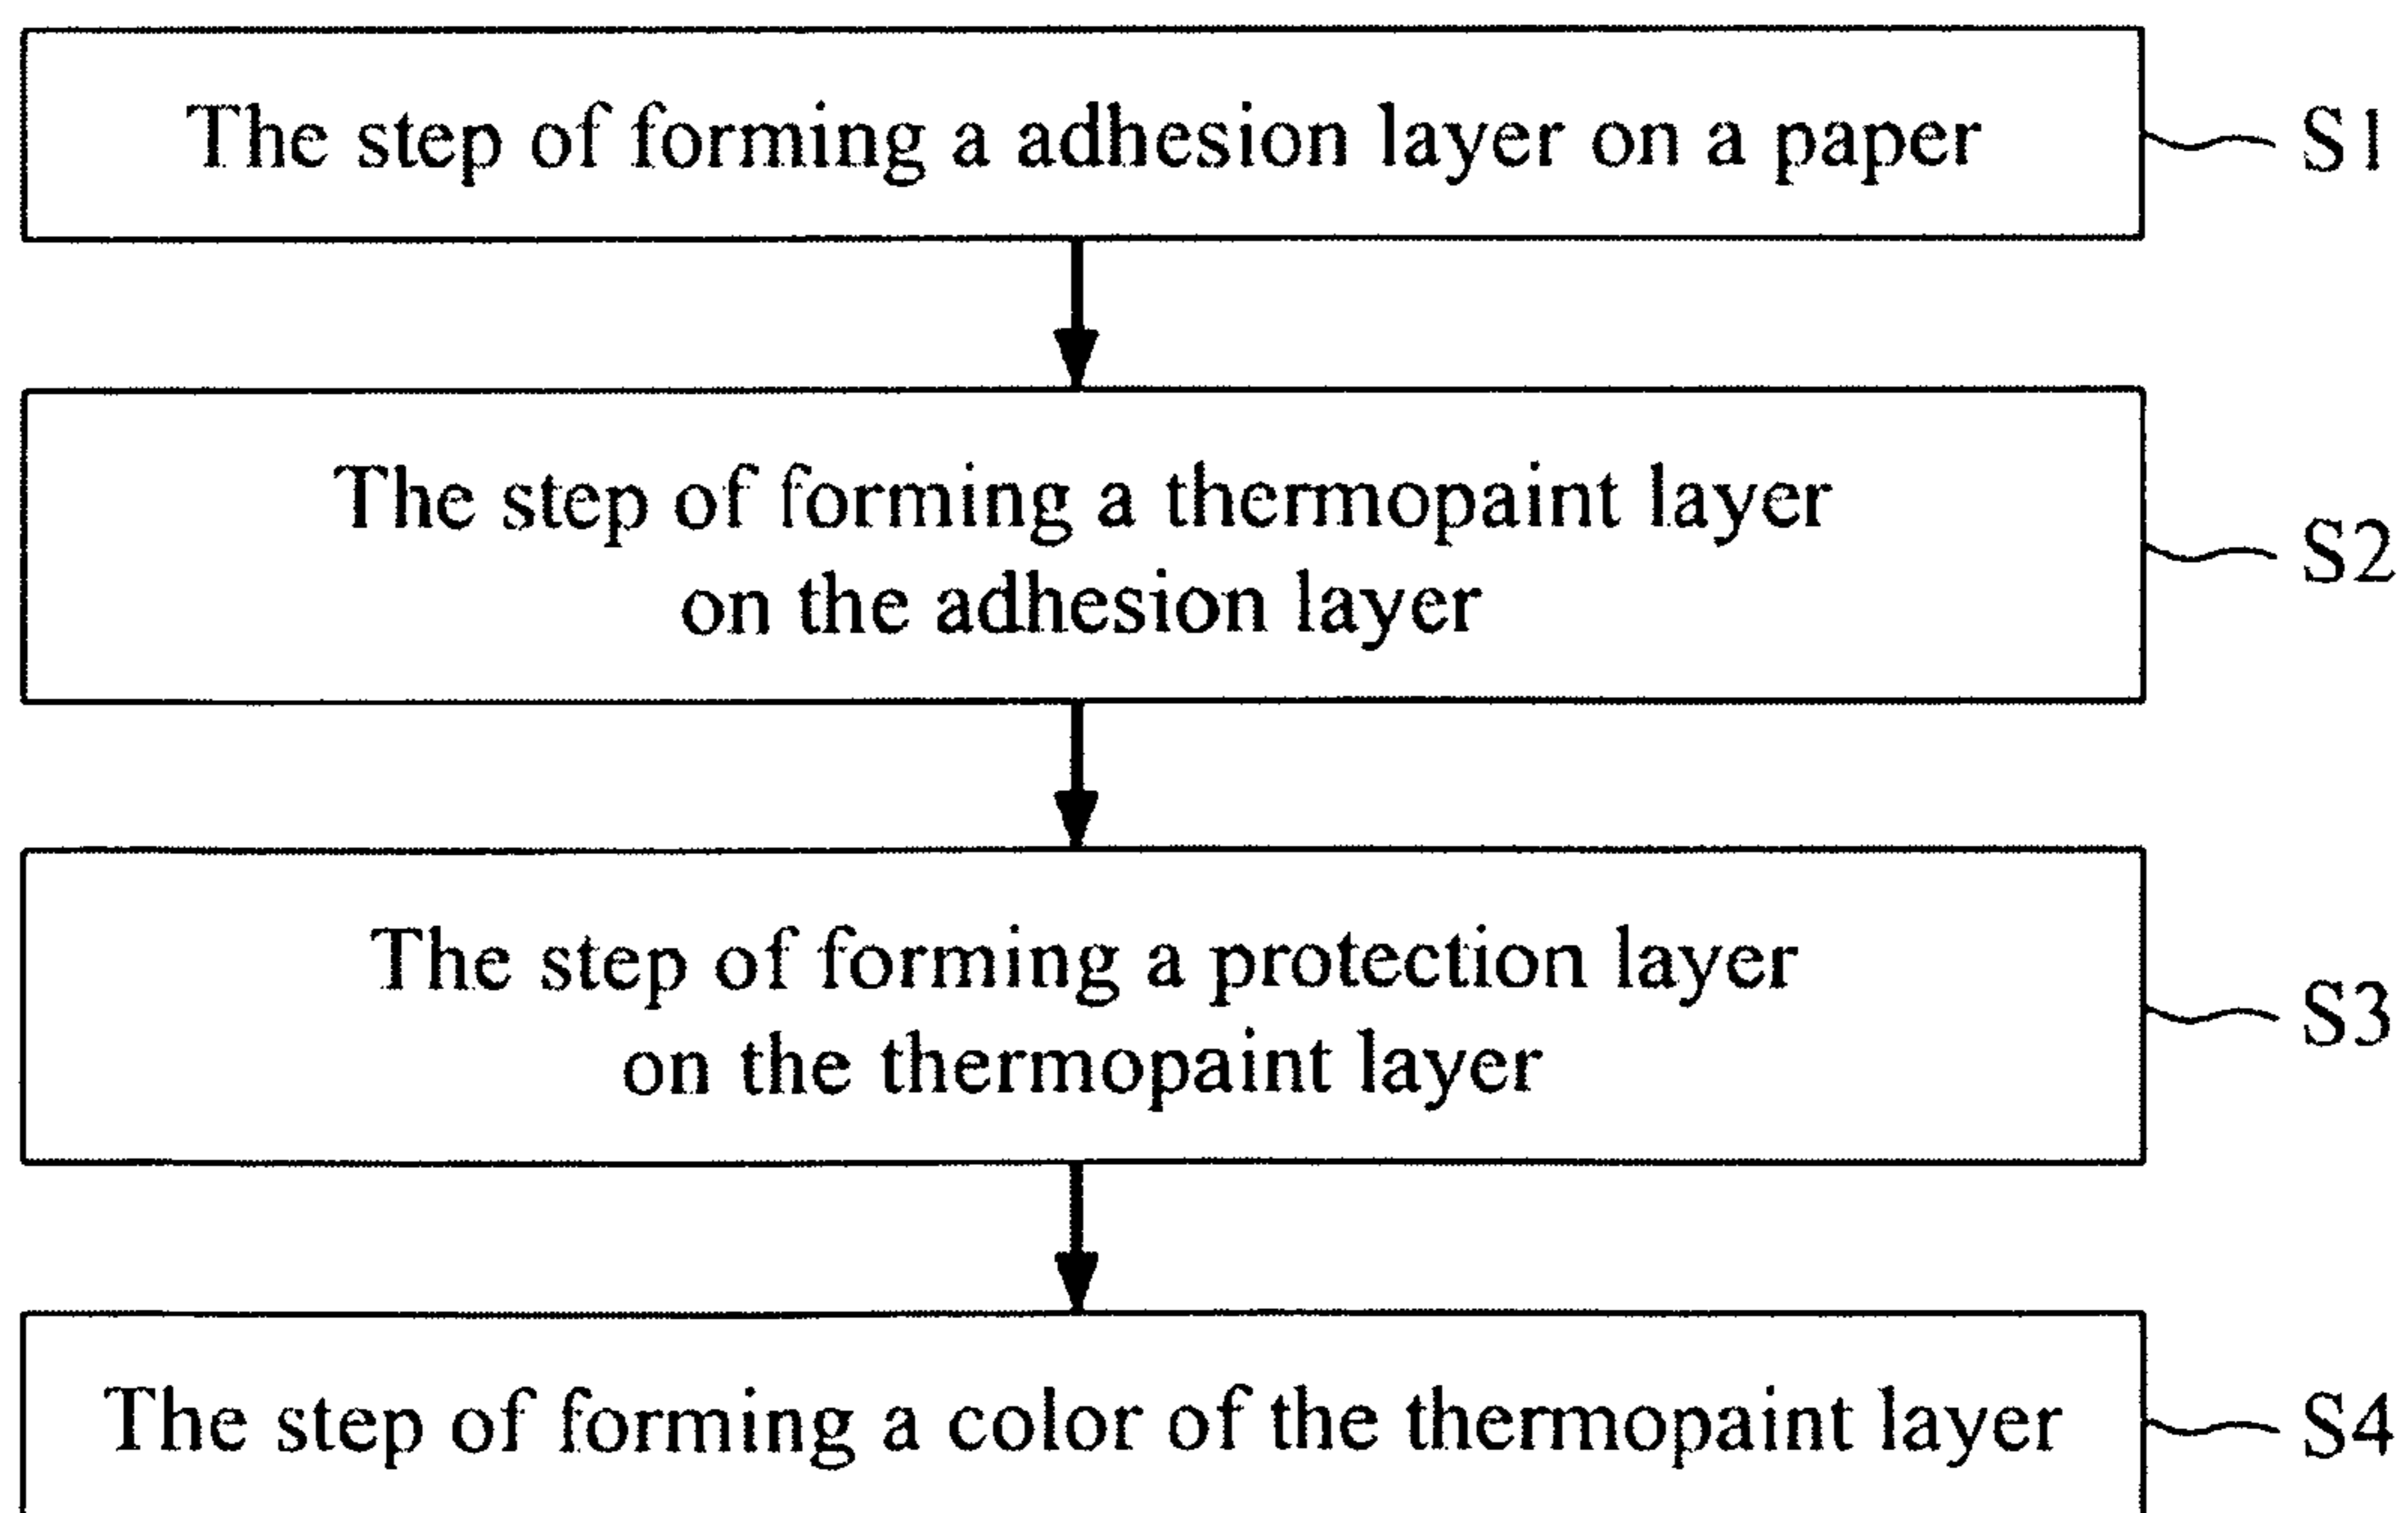 The step of forming a adhesion layer on a paper
S1
The step of forming a thermopaint layer
on the adhesion layer
S2
The step of forming a protection layer
on the thermopaint layer
S3
The step of forming a color of the thermopaint layer
S4